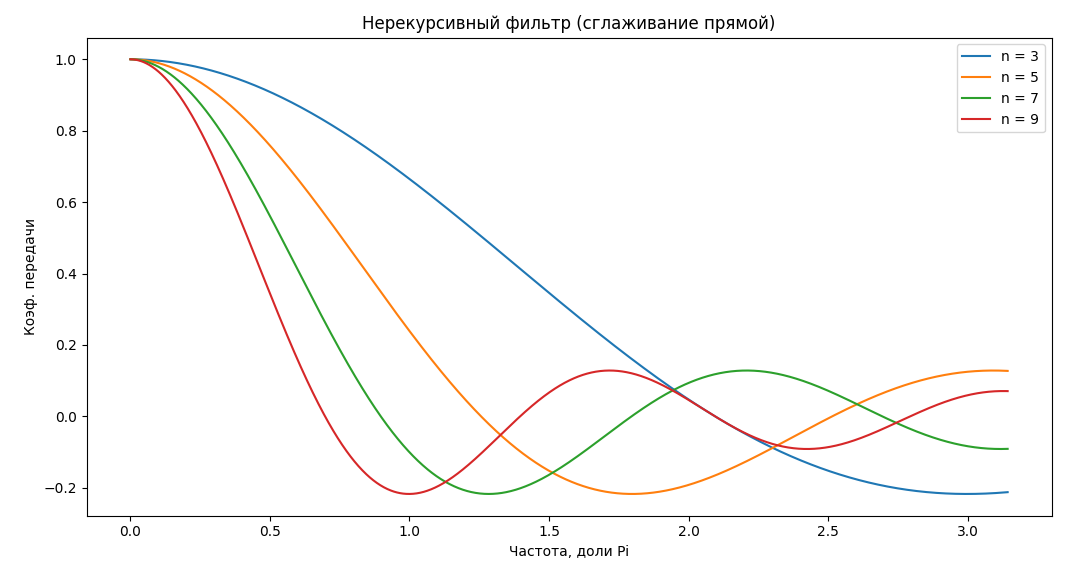 Нерекурсивный фильтр (сглаживание прямой)
n = 3
n = 5
n = 7
n = 9
Коэф. передачи
1.0
0.8
0.6
0.4
0.2
0.0
−0.2
0.0 0.5 1.0 1.5 2.0 2.5 3.0
Частота, доли Pi